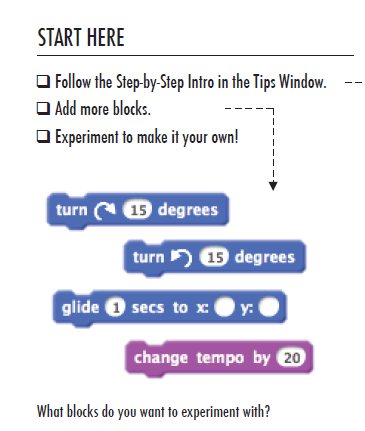 START HERE
Follow the Step-by-Step Intro in the Tips Window.
Add more blocks.
Experiment to make it your own!
turn 15 degrees
turn 15 degrees
glide 1 secs to x: y:
change tempo by 20
What blocks do you want to experiment with?